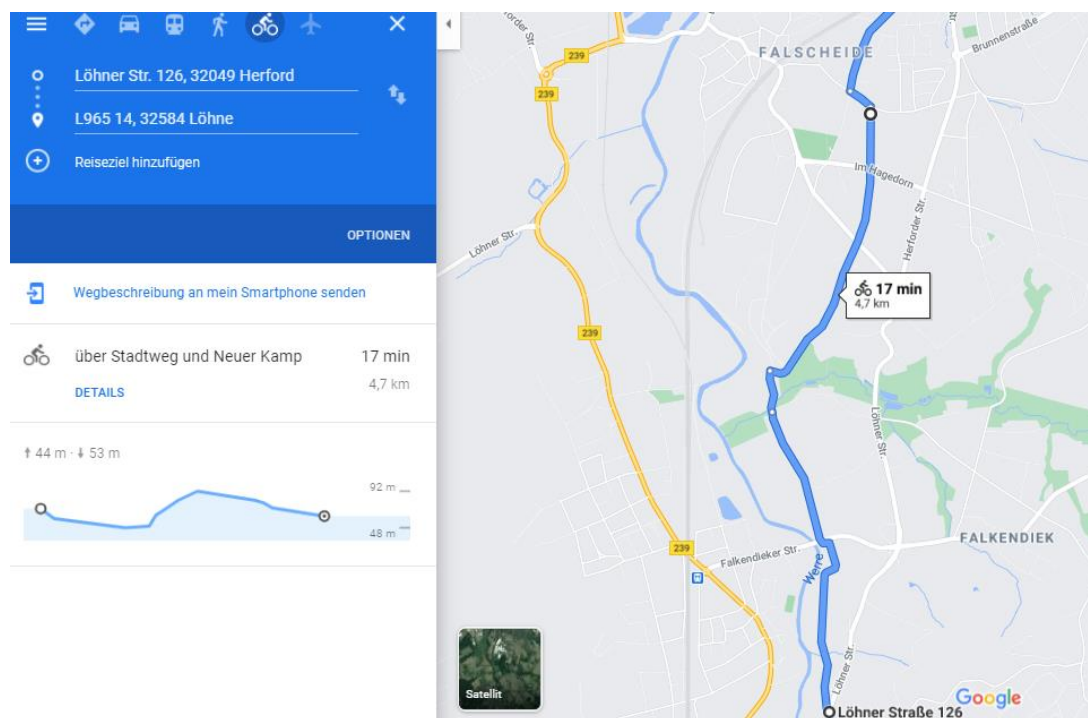 Löhner Str. 126, 32049 Herford
L965 14, 32584 Löhne
Reiseziel hinzufügen
OPTIONEN
Wegbeschreibung an mein Smartphone senden
über Stadtweg und Neuer Kamp 17 min
DETAILS 4,7 km
44 m · 53 m
92 m
48 m
Herforder Str.
239
239
FALSCHEIDE
Brunnenstraße
Im Hagedorn
Herforder Str.
Löhner Str.
17 min
4,7 km
239
Löhner Str.
239
Falkendieker Str.
Werre
FALKENDIEK
Löhner Str.
Satellit
Google
Löhner Straße 126